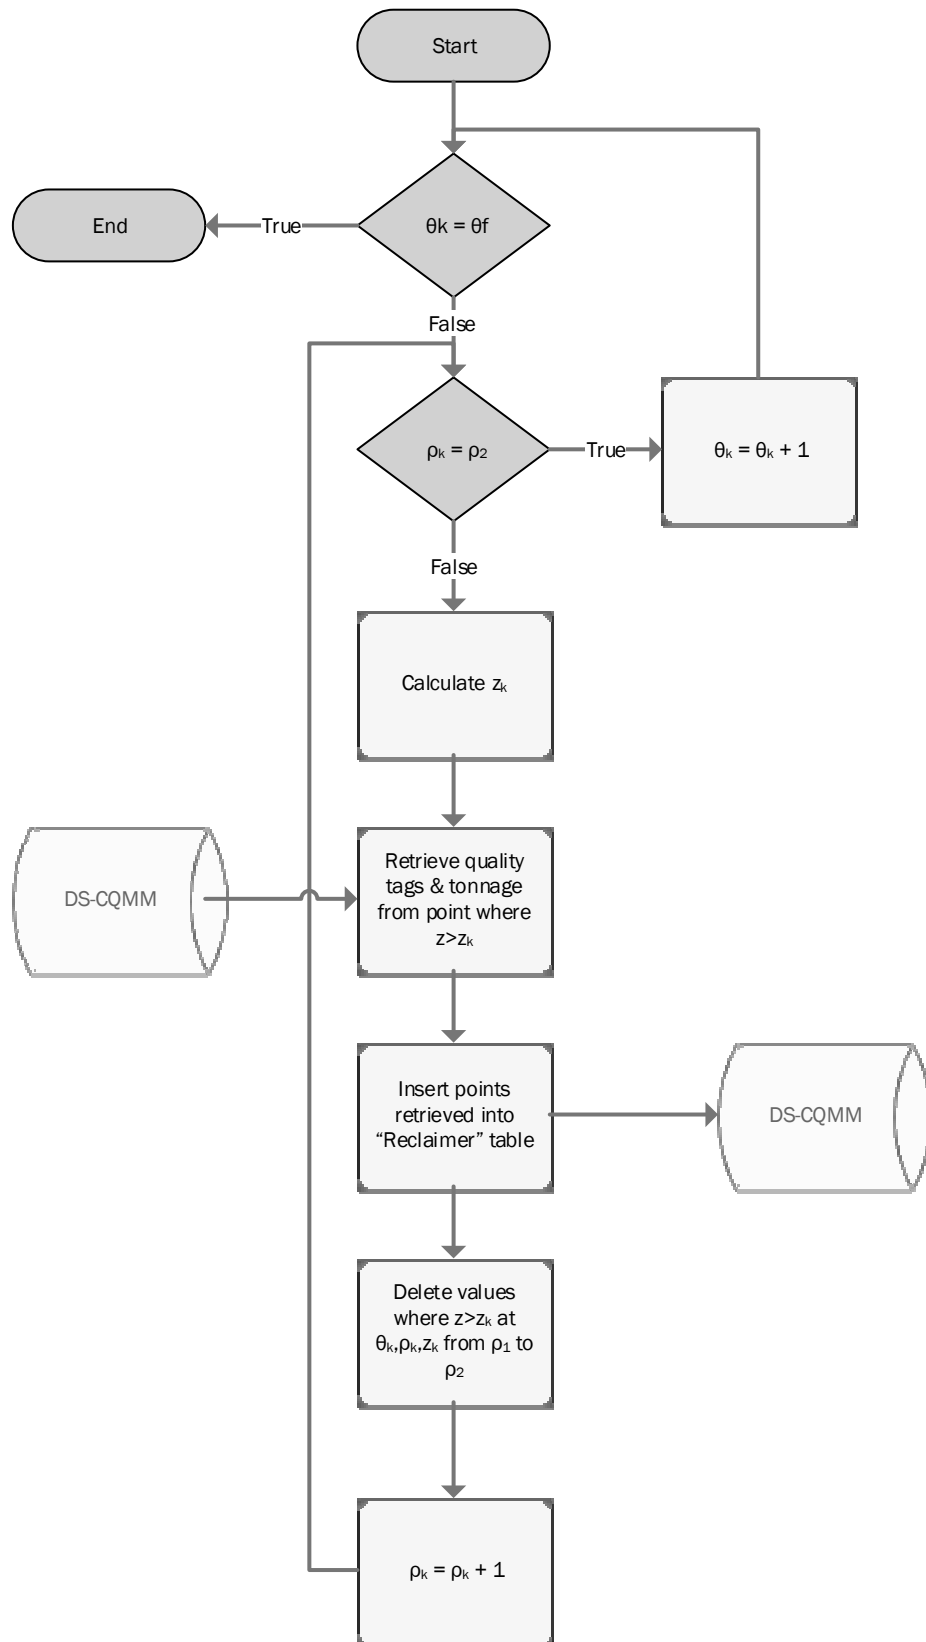 Start
θk = θf
True
End
False
ρₖ = ρ₂
True
θₖ = θₖ + 1
False
Calculate zₖ
DS-CQMM
Retrieve quality
tags & tonnage
from point where
z>zₖ
Insert points
retrieved into
“Reclaimer” table
DS-CQMM
Delete values
where z>zₖ at
θₖ,ρₖ,zₖ from ρ₁ to
ρ₂
ρₖ = ρₖ + 1